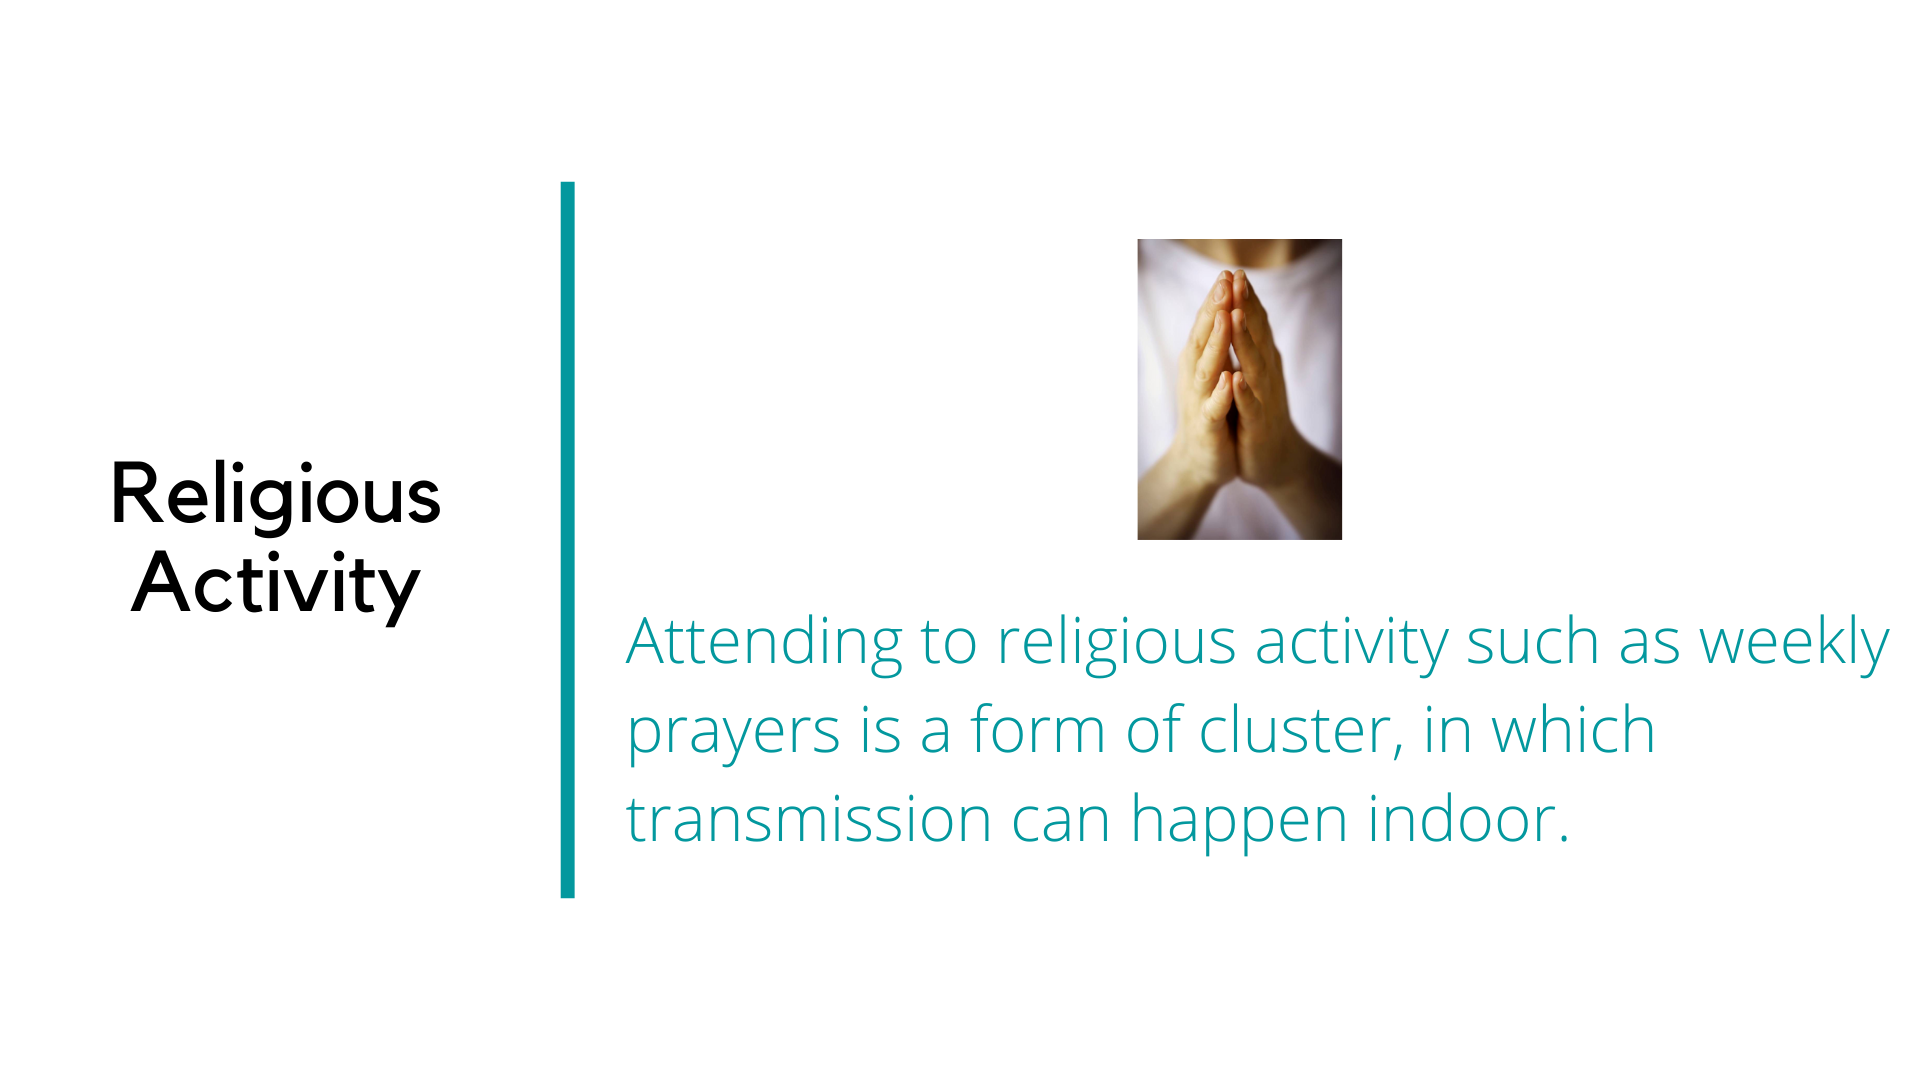 Religious
Activity
Attending to religious activity such as weekly
prayers is a form of cluster, in which
transmission can happen indoor.